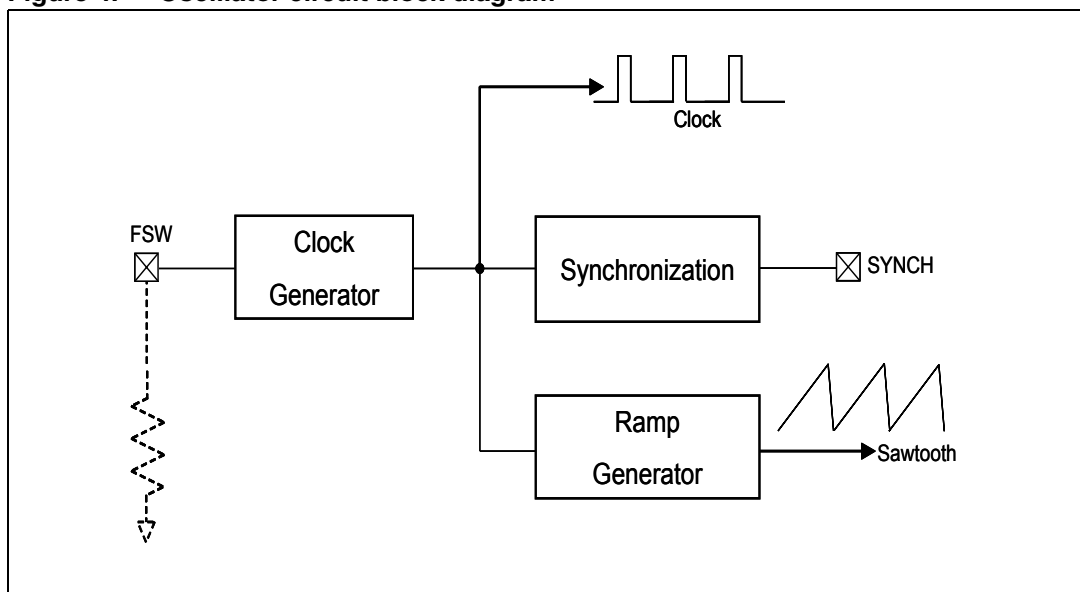 Figure 4. Oscillator circuit block diagram
Clock
FSW
Clock
Generator
Synchronization
SYNCH
Ramp
Generator
Sawtooth